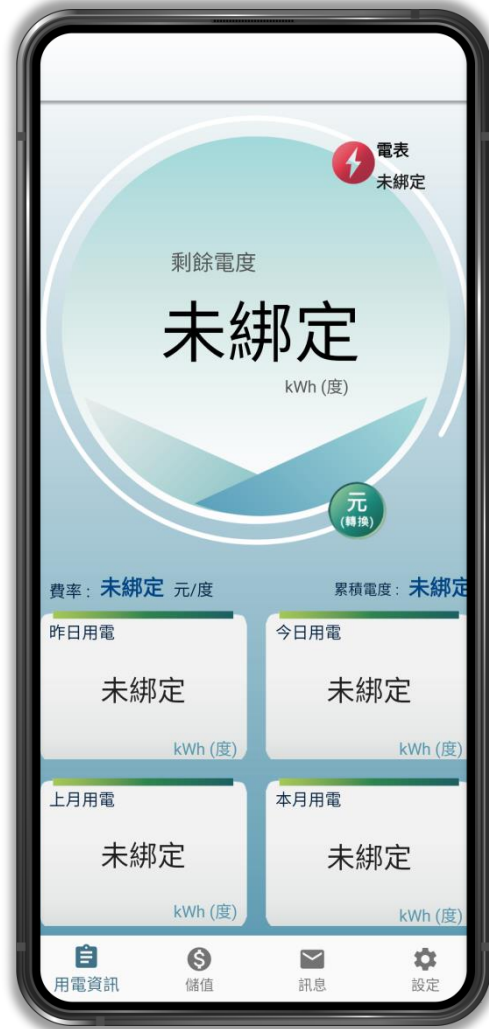 電表
未綁定
剩餘電度
未綁定
kWh (度)
元
(轉換)
費率 : 未綁定 元/度
累積電度 : 未綁定
昨日用電
未綁定
kWh (度)
今日用電
未綁定
kWh (度)
上月用電
未綁定
kWh (度)
本月用電
未綁定
kWh (度)
用電資訊
儲值
訊息
設定